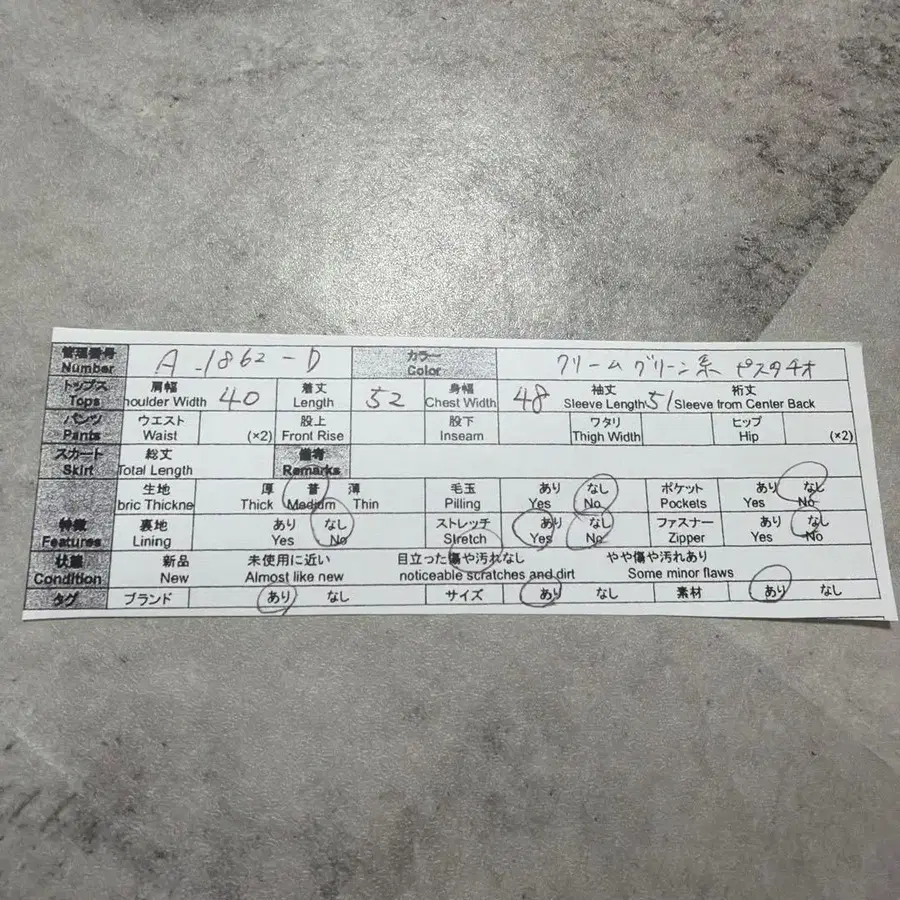 管理番号 Number A-1862-D カラー Color クリームグリーン系 ピスタチオ
トップス Tops 肩幅 houlder Width 40 着丈 Length 52 身幅 Chest Width 48 袖丈 Sleeve Length 51 裄丈 Sleeve from Center Back
パンツ Pants ウエスト Waist (×2) 股上 Front Rise 股下 Inseam ワタリ Thigh Width ヒップ Hip (×2)
スカート Skirt 総丈 Total Length 備考 Remarks
特徴 Features 生地 bric Thickne 厚 Thick 普 Medium 薄 Thin 毛玉 Pilling あり Yes なし No ポケット Pockets あり Yes なし No
裏地 Lining あり Yes なし No ストレッチ Stretch あり Yes なし No ファスナー Zipper あり Yes なし No
状態 Condition 新品 New 未使用に近い Almost like new 目立った傷や汚れなし noticeable scratches and dirt やや傷や汚れあり Some minor flaws
タグ ブランド あり なし サイズ あり なし 素材 あり なし